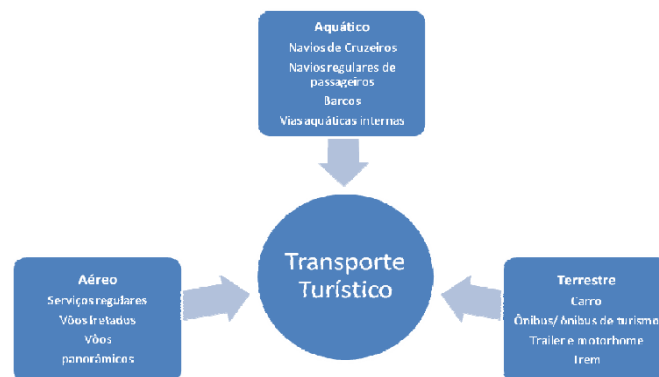 Aquático
Navios de Cruzeiros
Navios regulares de
passageiros
Barcos
Vias aquáticas internas
Transporte
Turístico
Aéreo
Serviços regulares
Vôos fretados
Vôos
panorâmicos
Terrestre
Carro
Ônibus/ ônibus de turismo
Trailer e motorhome
Trem